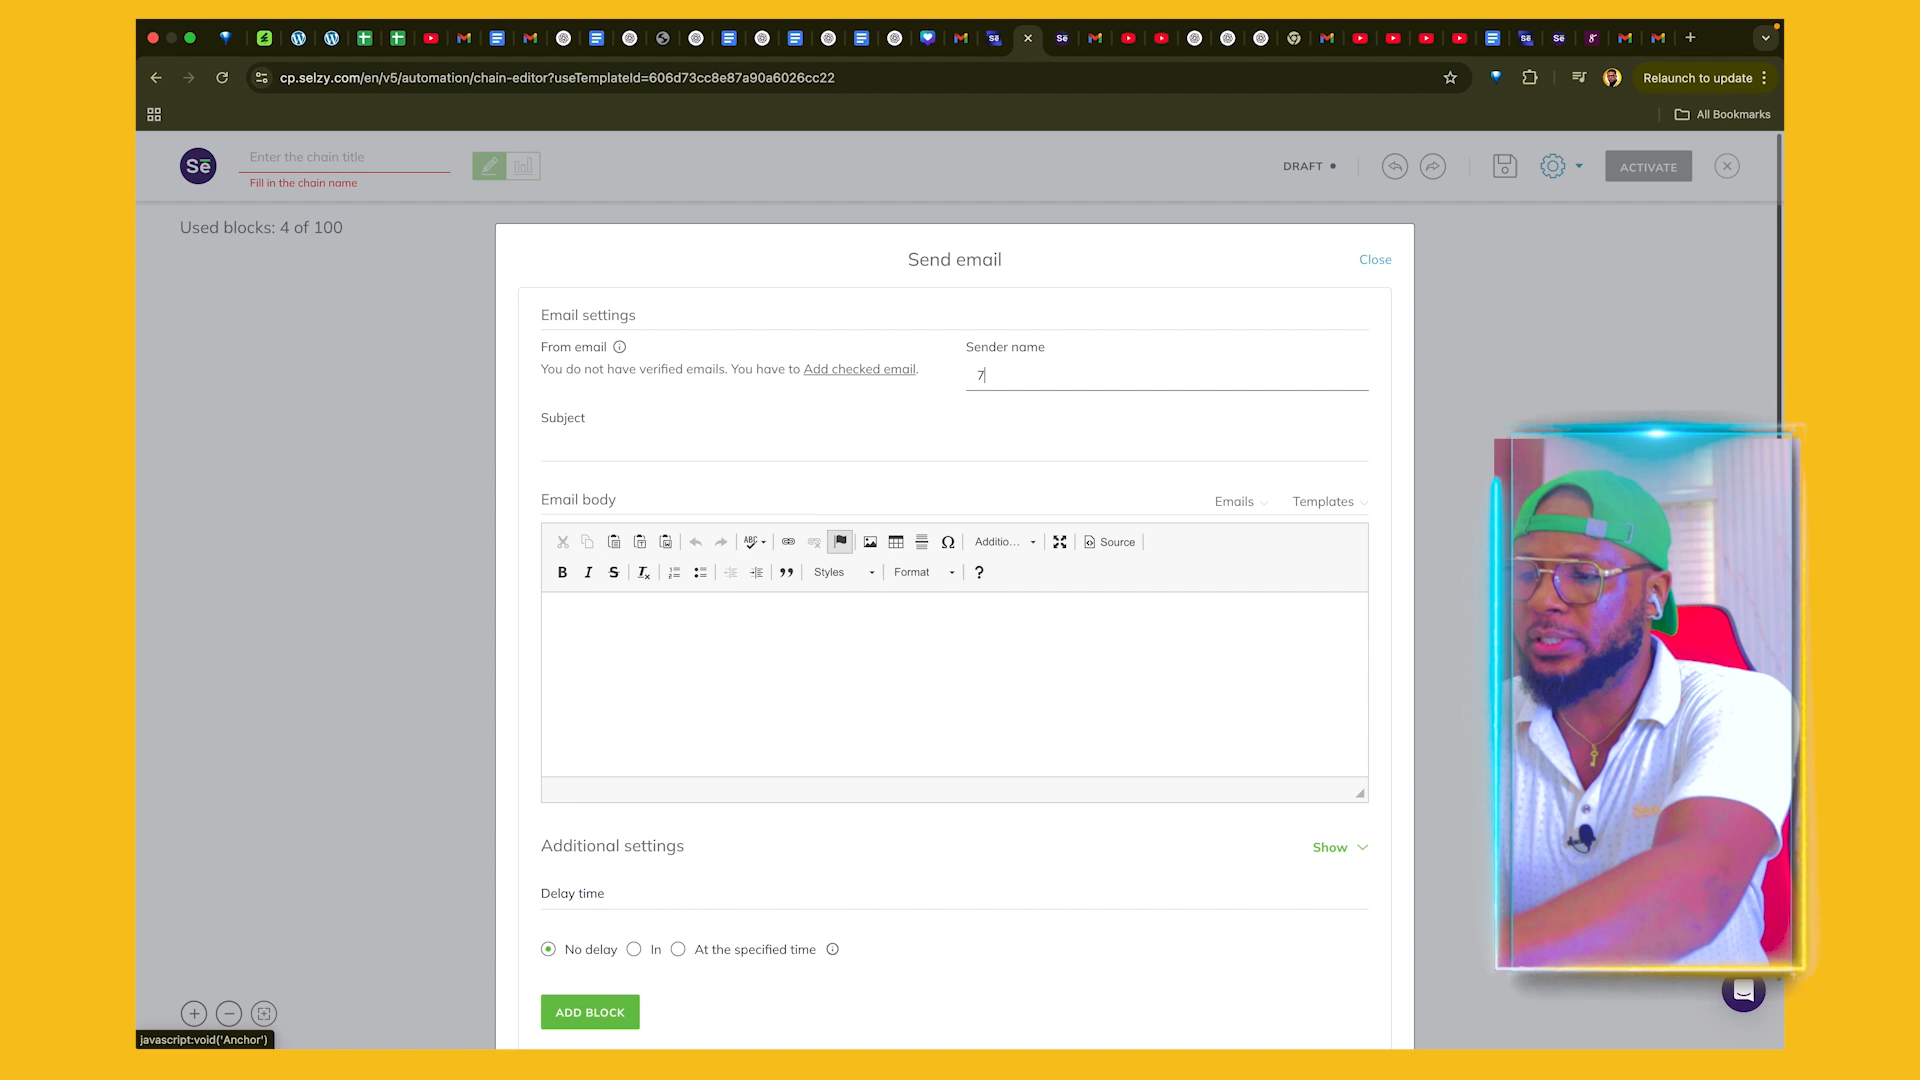 cp.selzy.com/en/v5/automation/chain-editor?useTemplateId=606d73cc8e87a90a6026cc22
Relaunch to update
All Bookmarks
Sē
Enter the chain title
Fill in the chain name
DRAFT
ACTIVATE
Used blocks: 4 of 100
Send email
Close
Email settings
From email
Sender name
You do not have verified emails. You have to Add checked email.
7
Subject
Email body
Emails
Templates
ABC
Additio...
Source
B I S
Styles
Format
?
Additional settings
Show
Delay time
No delay
In
At the specified time
ADD BLOCK
javascript:void('Anchor')